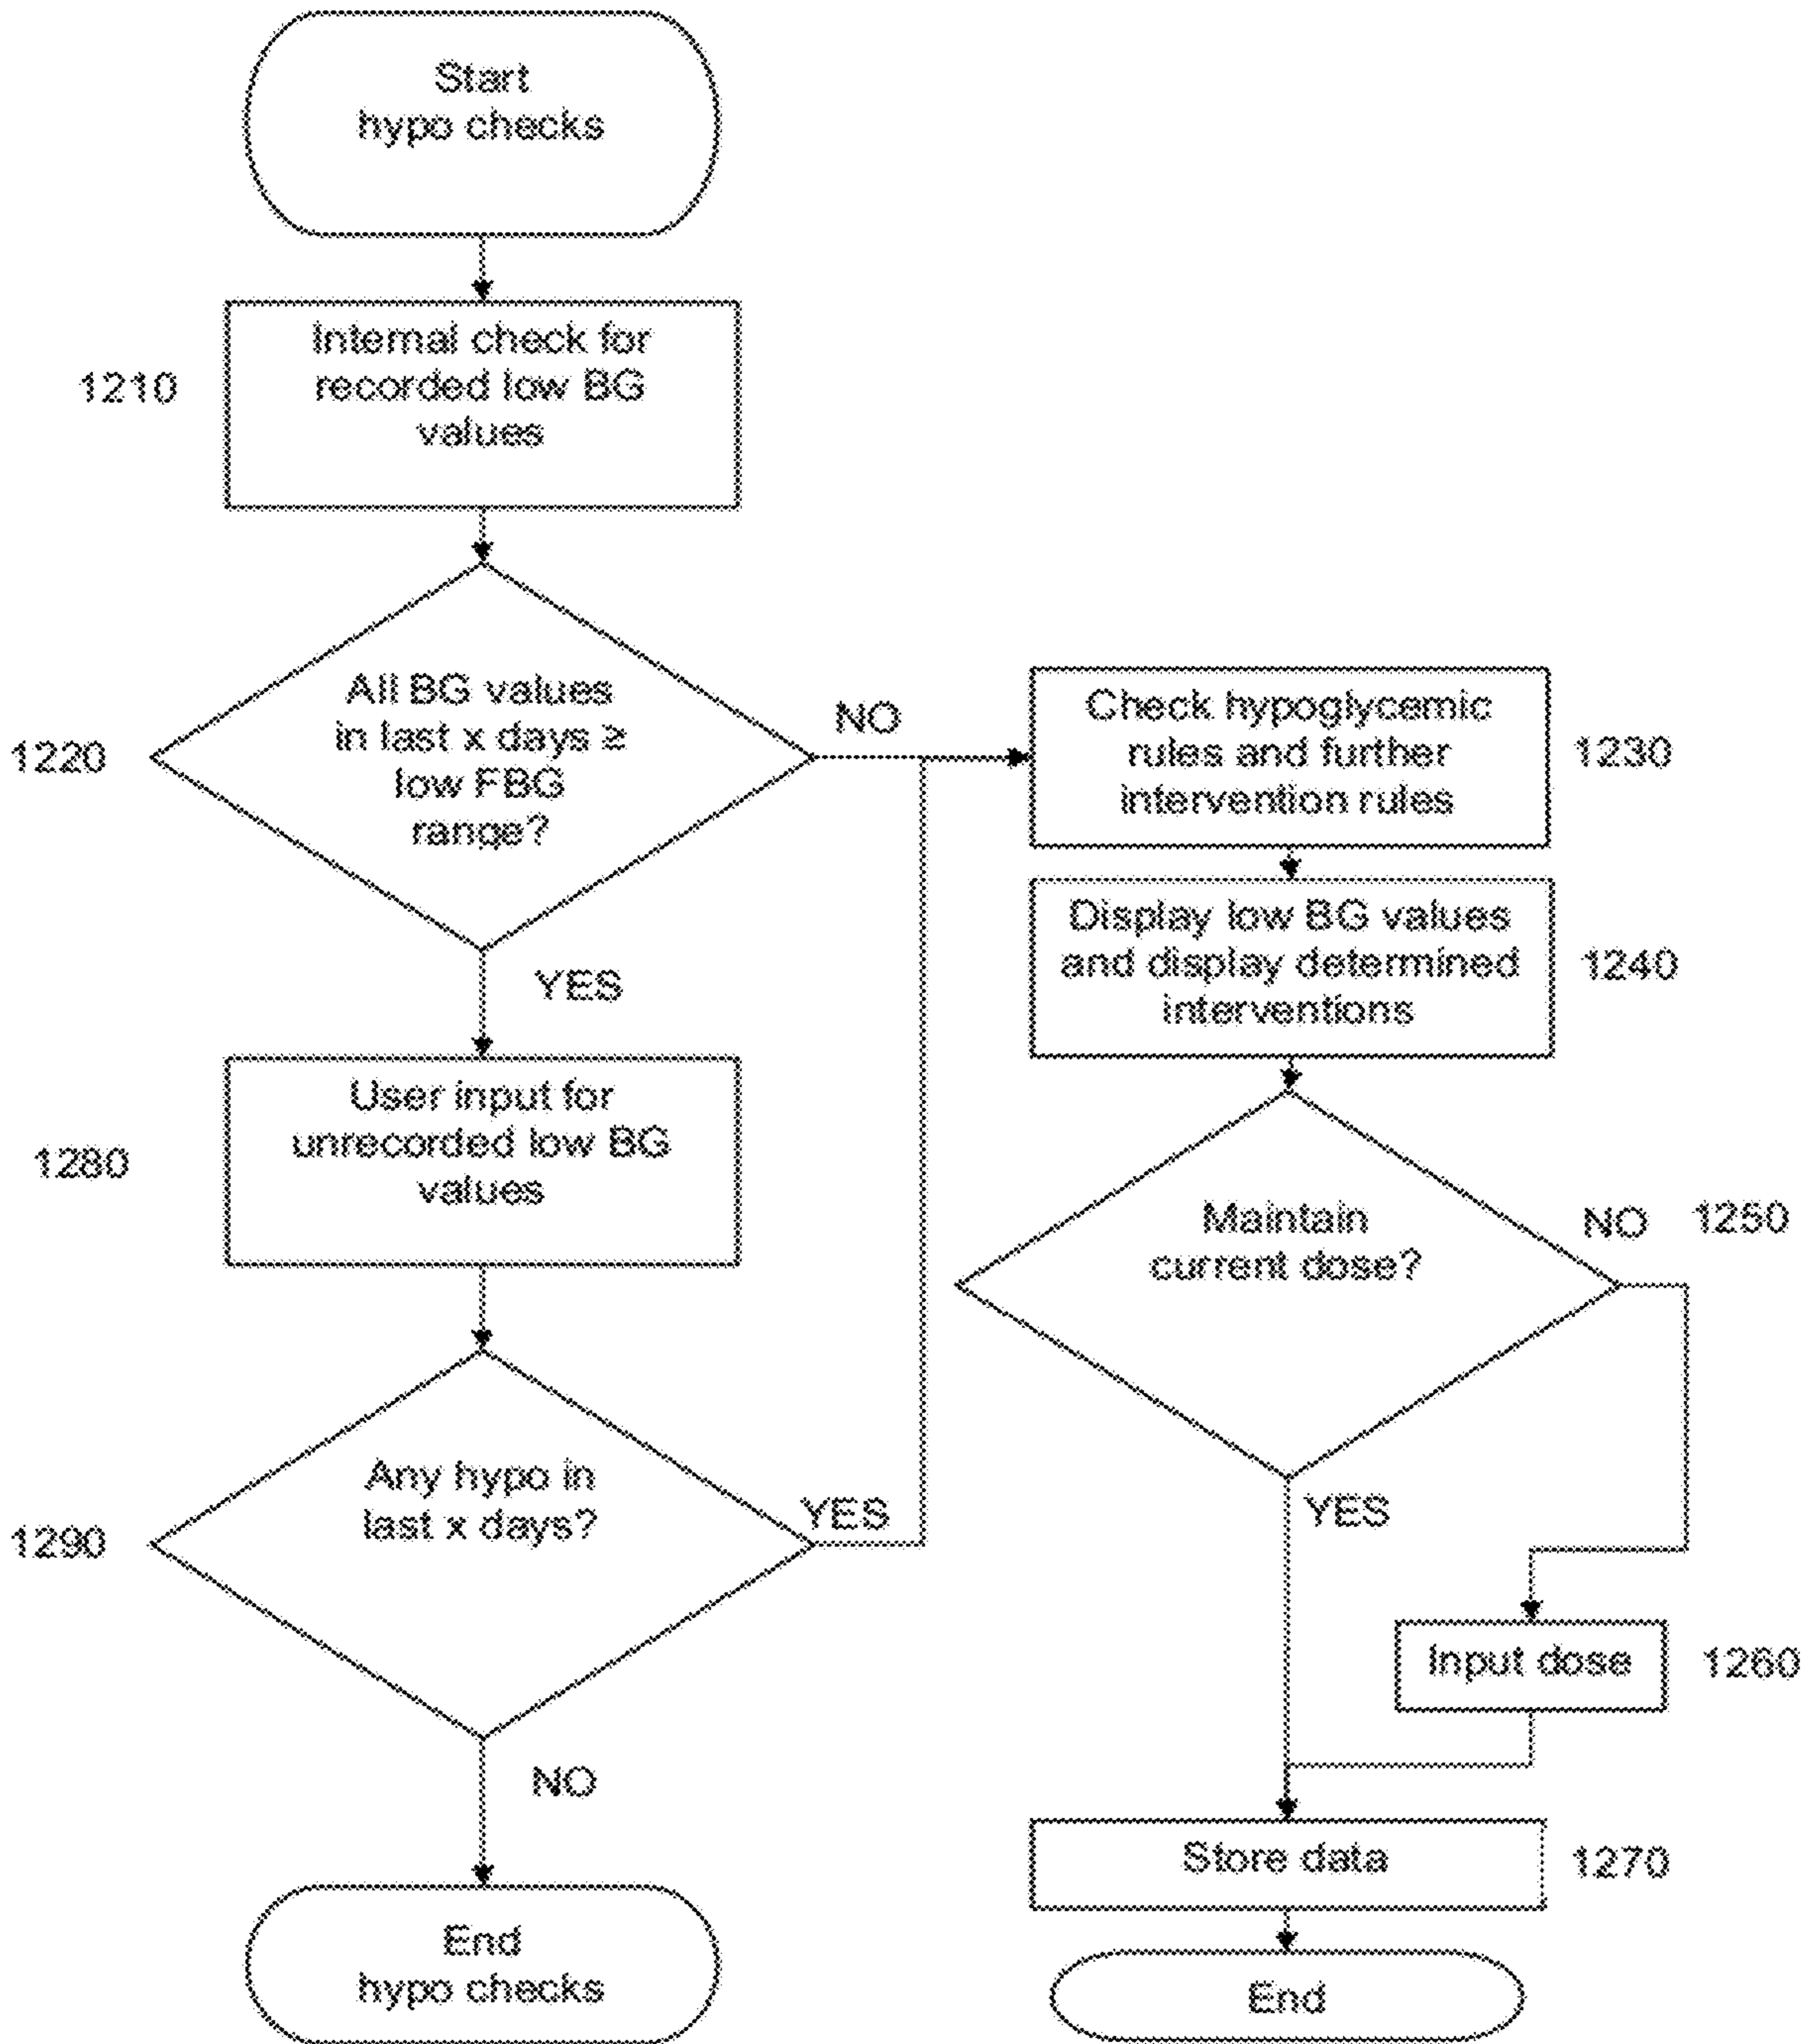 Start
hypo checks
1210
Internal check for
recorded low BG
values
1220
All BG values
in last x days ≥
low FBG
range?
NO
YES
Check hypoglycemic
rules and further
intervention rules
1230
Display low BG values
and display determined
interventions
1240
1280
User input for
unrecorded low BG
values
Maintain
current dose?
NO
1250
YES
1290
Any hypo in
last x days?
YES
NO
Input dose
1260
Store data
1270
End
hypo checks
End